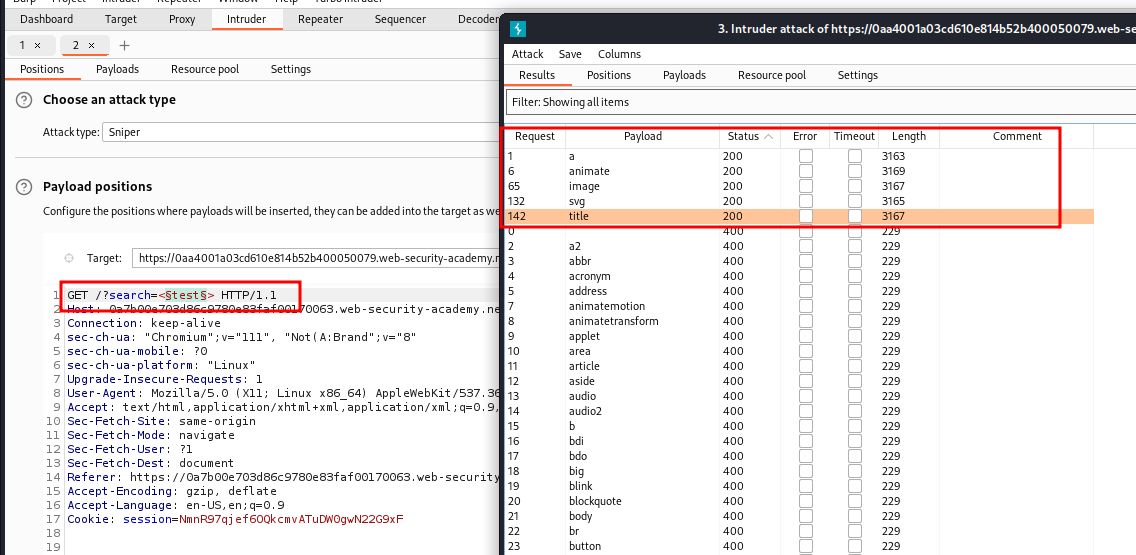 Burp Project Intruder Repeater Window Help Turbo Intruder
Dashboard Target Proxy Intruder Repeater Sequencer Decoder
1 × 2 × +
Positions Payloads Resource pool Settings
? Choose an attack type
Attack type: Sniper
? Payload positions
Configure the positions where payloads will be inserted, they can be added into the target as we
Target: https://0aa4001a03cd610e814b52b400050079.web-security-academy.ne
1 GET /?search=<§test§> HTTP/1.1
2 Host: 0a7b00e703d86c9780e83faf00170063.web-security-academy.ne
3 Connection: keep-alive
4 sec-ch-ua: "Chromium";v="111", "Not(A:Brand";v="8"
5 sec-ch-ua-mobile: ?0
6 sec-ch-ua-platform: "Linux"
7 Upgrade-Insecure-Requests: 1
8 User-Agent: Mozilla/5.0 (X11; Linux x86_64) AppleWebKit/537.36
9 Accept: text/html,application/xhtml+xml,application/xml;q=0.9,
10 Sec-Fetch-Site: same-origin
11 Sec-Fetch-Mode: navigate
12 Sec-Fetch-User: ?1
13 Sec-Fetch-Dest: document
14 Referer: https://0a7b00e703d86c9780e83faf00170063.web-security
15 Accept-Encoding: gzip, deflate
16 Accept-Language: en-US,en;q=0.9
17 Cookie: session=NmnR97qjef6OQkcmvATuDW0gwN22G9xF
18
19
3. Intruder attack of https://0aa4001a03cd610e814b52b400050079.web-se
Attack Save Columns
Results Positions Payloads Resource pool Settings
Filter: Showing all items
Request Payload Status Error Timeout Length Comment
1 a 200 3163
6 animate 200 3169
65 image 200 3167
132 svg 200 3165
142 title 200 3167
0 400 229
2 a2 400 229
3 abbr 400 229
4 acronym 400 229
5 address 400 229
7 animatemotion 400 229
8 animatetransform 400 229
9 applet 400 229
10 area 400 229
11 article 400 229
12 aside 400 229
13 audio 400 229
14 audio2 400 229
15 b 400 229
16 bdi 400 229
17 bdo 400 229
18 big 400 229
19 blink 400 229
20 blockquote 400 229
21 body 400 229
22 br 400 229
23 button 400 229